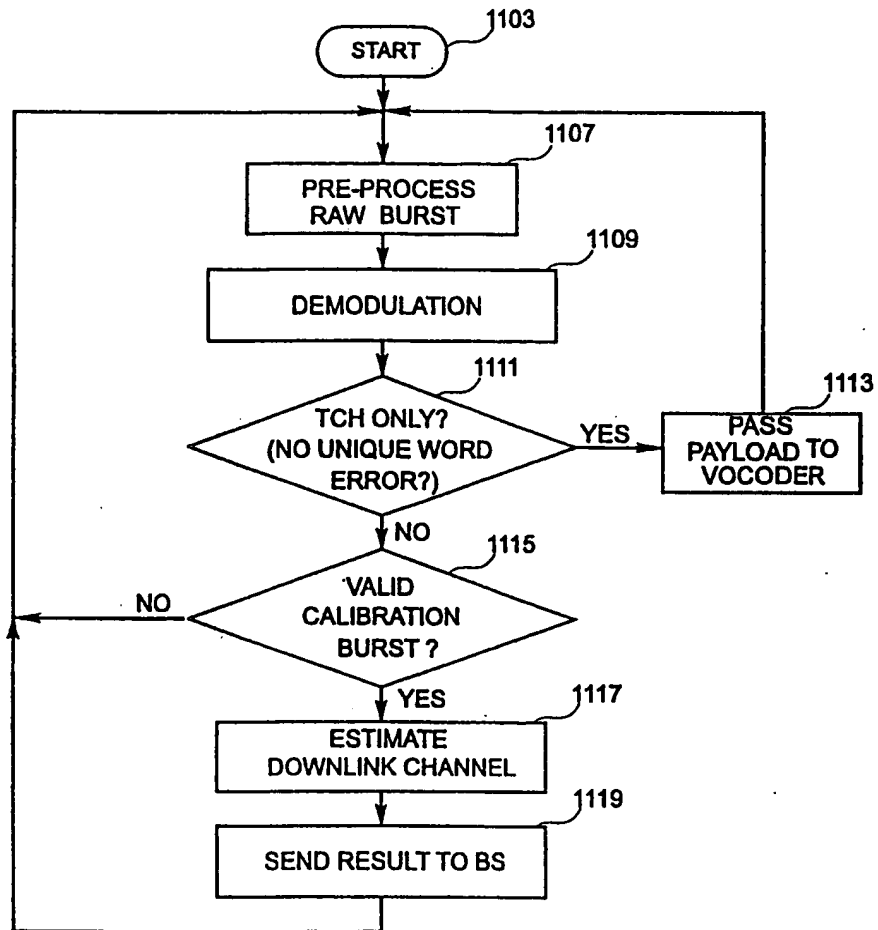 1103
START
1107
PRE-PROCESS
RAW BURST
1109
DEMODULATION
1111
TCH ONLY?
(NO UNIQUE WORD
ERROR?)
YES
1113
PASS
PAYLOAD TO
VOCODER
NO
1115
VALID
CALIBRATION
BURST ?
NO
YES
1117
ESTIMATE
DOWNLINK CHANNEL
1119
SEND RESULT TO BS